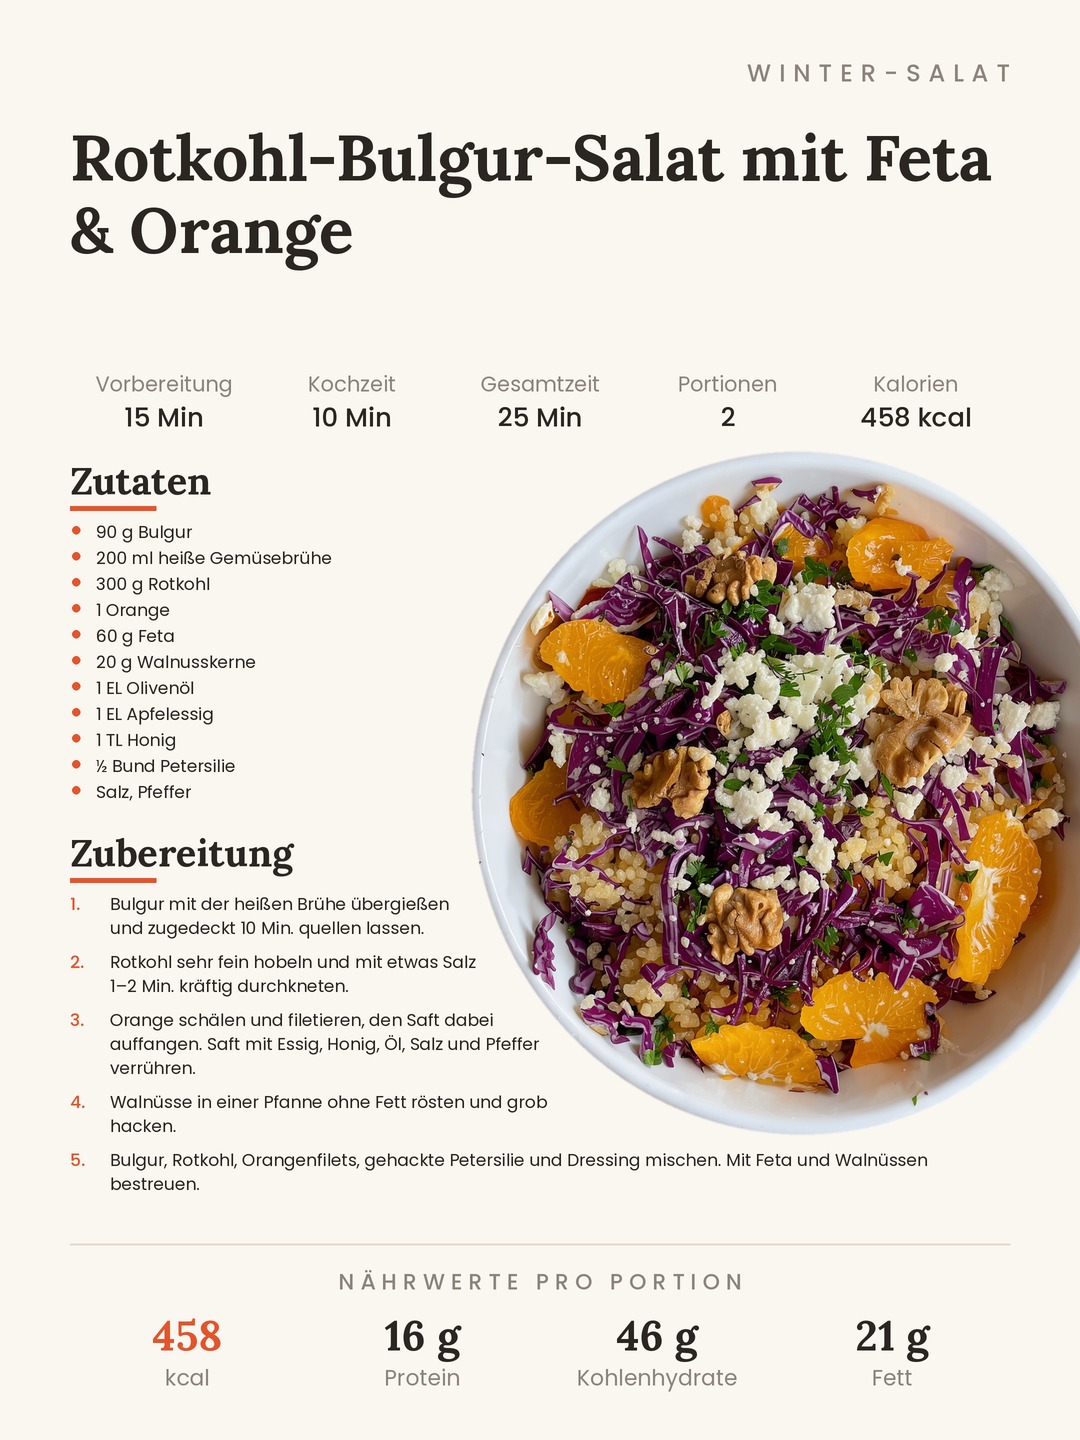 WINTER-SALAT
Rotkohl-Bulgur-Salat mit Feta
& Orange
Vorbereitung Kochzeit Gesamtzeit Portionen Kalorien
15 Min 10 Min 25 Min 2 458 kcal
Zutaten
90 g Bulgur
200 ml heiße Gemüsebrühe
300 g Rotkohl
1 Orange
60 g Feta
20 g Walnusskerne
1 EL Olivenöl
1 EL Apfelessig
1 TL Honig
½ Bund Petersilie
Salz, Pfeffer
Zubereitung
1. Bulgur mit der heißen Brühe übergießen
und zugedeckt 10 Min. quellen lassen.
2. Rotkohl sehr fein hobeln und mit etwas Salz
1–2 Min. kräftig durchkneten.
3. Orange schälen und filetieren, den Saft dabei
auffangen. Saft mit Essig, Honig, Öl, Salz und Pfeffer
verrühren.
4. Walnüsse in einer Pfanne ohne Fett rösten und grob
hacken.
5. Bulgur, Rotkohl, Orangenfilets, gehackte Petersilie und Dressing mischen. Mit Feta und Walnüssen
bestreuen.
NÄHRWERTE PRO PORTION
458 16 g 46 g 21 g
kcal Protein Kohlenhydrate Fett